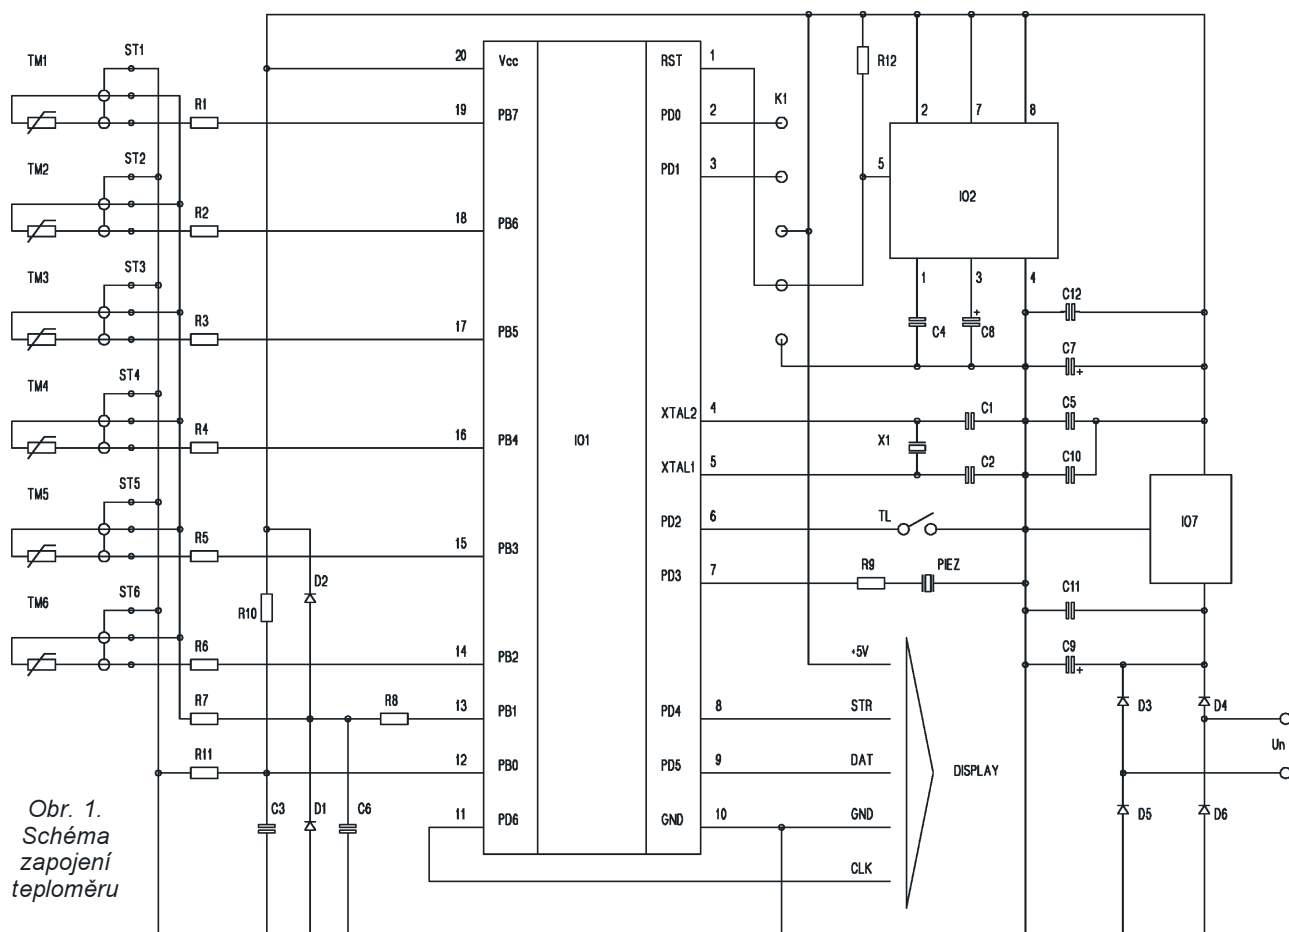 TM1
ST1
R1
TM2
ST2
R2
TM3
ST3
R3
TM4
ST4
R4
TM5
ST5
R5
TM6
ST6
R6
R7
R8
R11
R10
D2
C3
D1
C6
20
19
18
17
16
15
14
13
12
11
Vcc
PB7
PB6
PB5
PB4
PB3
PB2
PB1
PB0
PD6
IO1
RST
PD0
PD1
XTAL2
XTAL1
PD2
PD3
PD4
PD5
GND
1
2
3
4
5
6
7
8
9
10
K1
R12
2
7
8
5
IO2
1
3
4
C4
+
C8
C12
C7
+
C1
C5
X1
C2
C10
TL
IO7
R9
PIEZ
C11
C9
+
+5V
STR
DAT
GND
CLK
DISPLAY
D3
D4
Un
D5
D6
Obr. 1.
Schéma
zapojení
teploměru